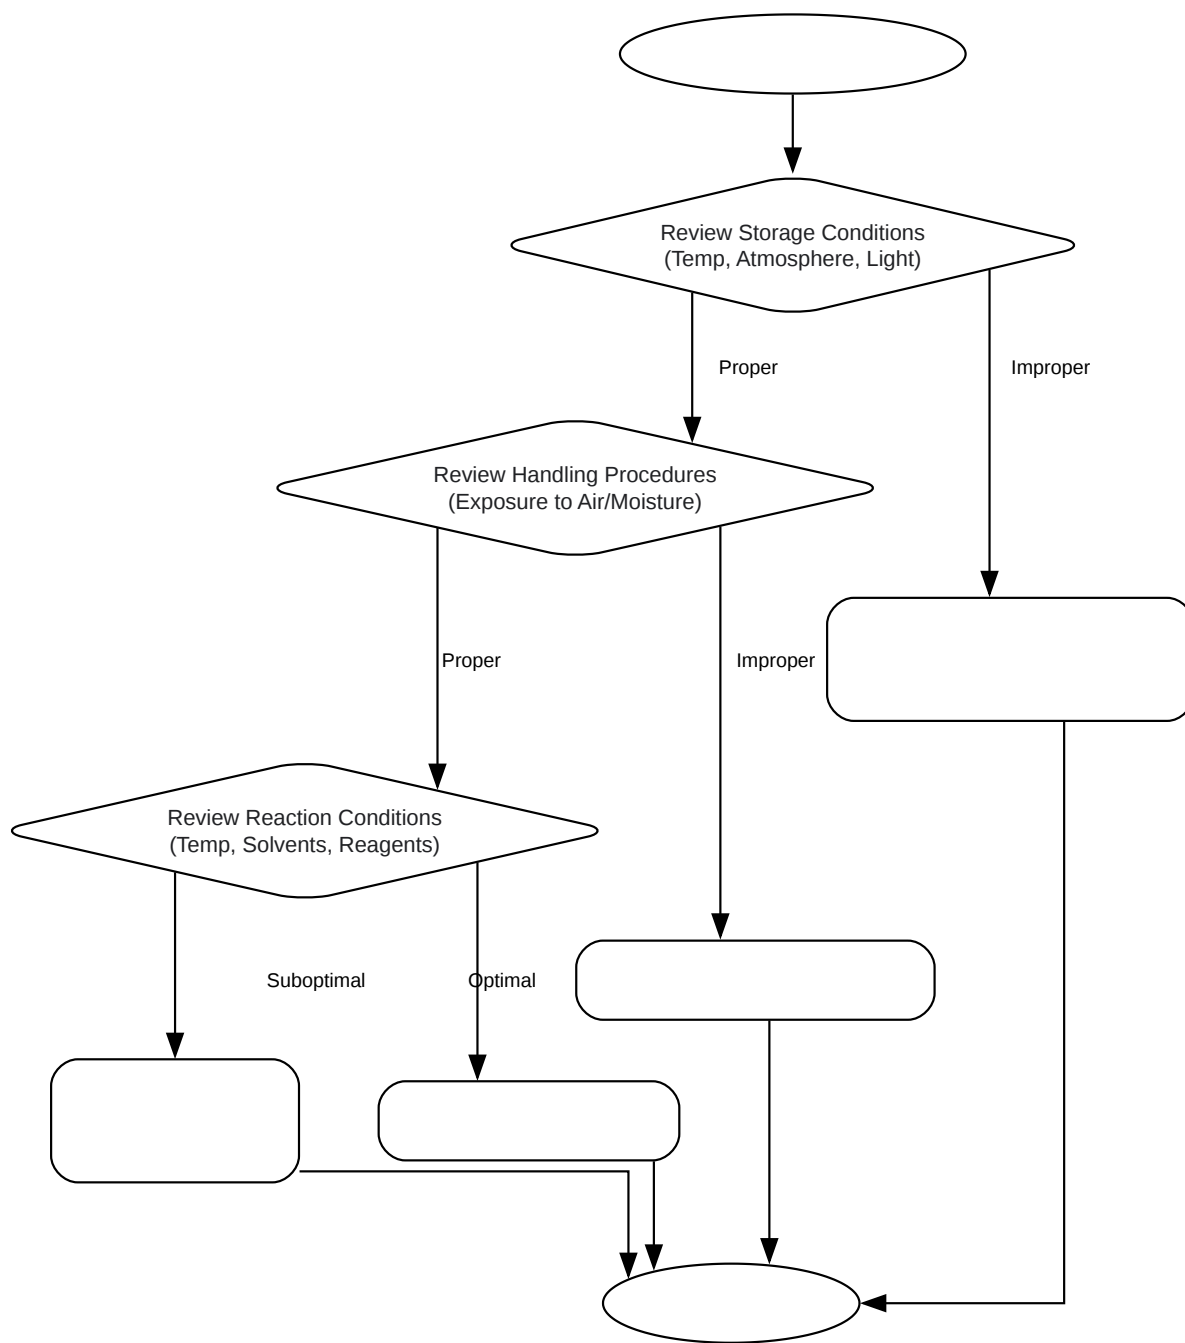 Review Storage Conditions
(Temp, Atmosphere, Light)
Proper
Improper
Review Handling Procedures
(Exposure to Air/Moisture)
Proper
Improper
Review Reaction Conditions
(Temp, Solvents, Reagents)
Suboptimal
Optimal